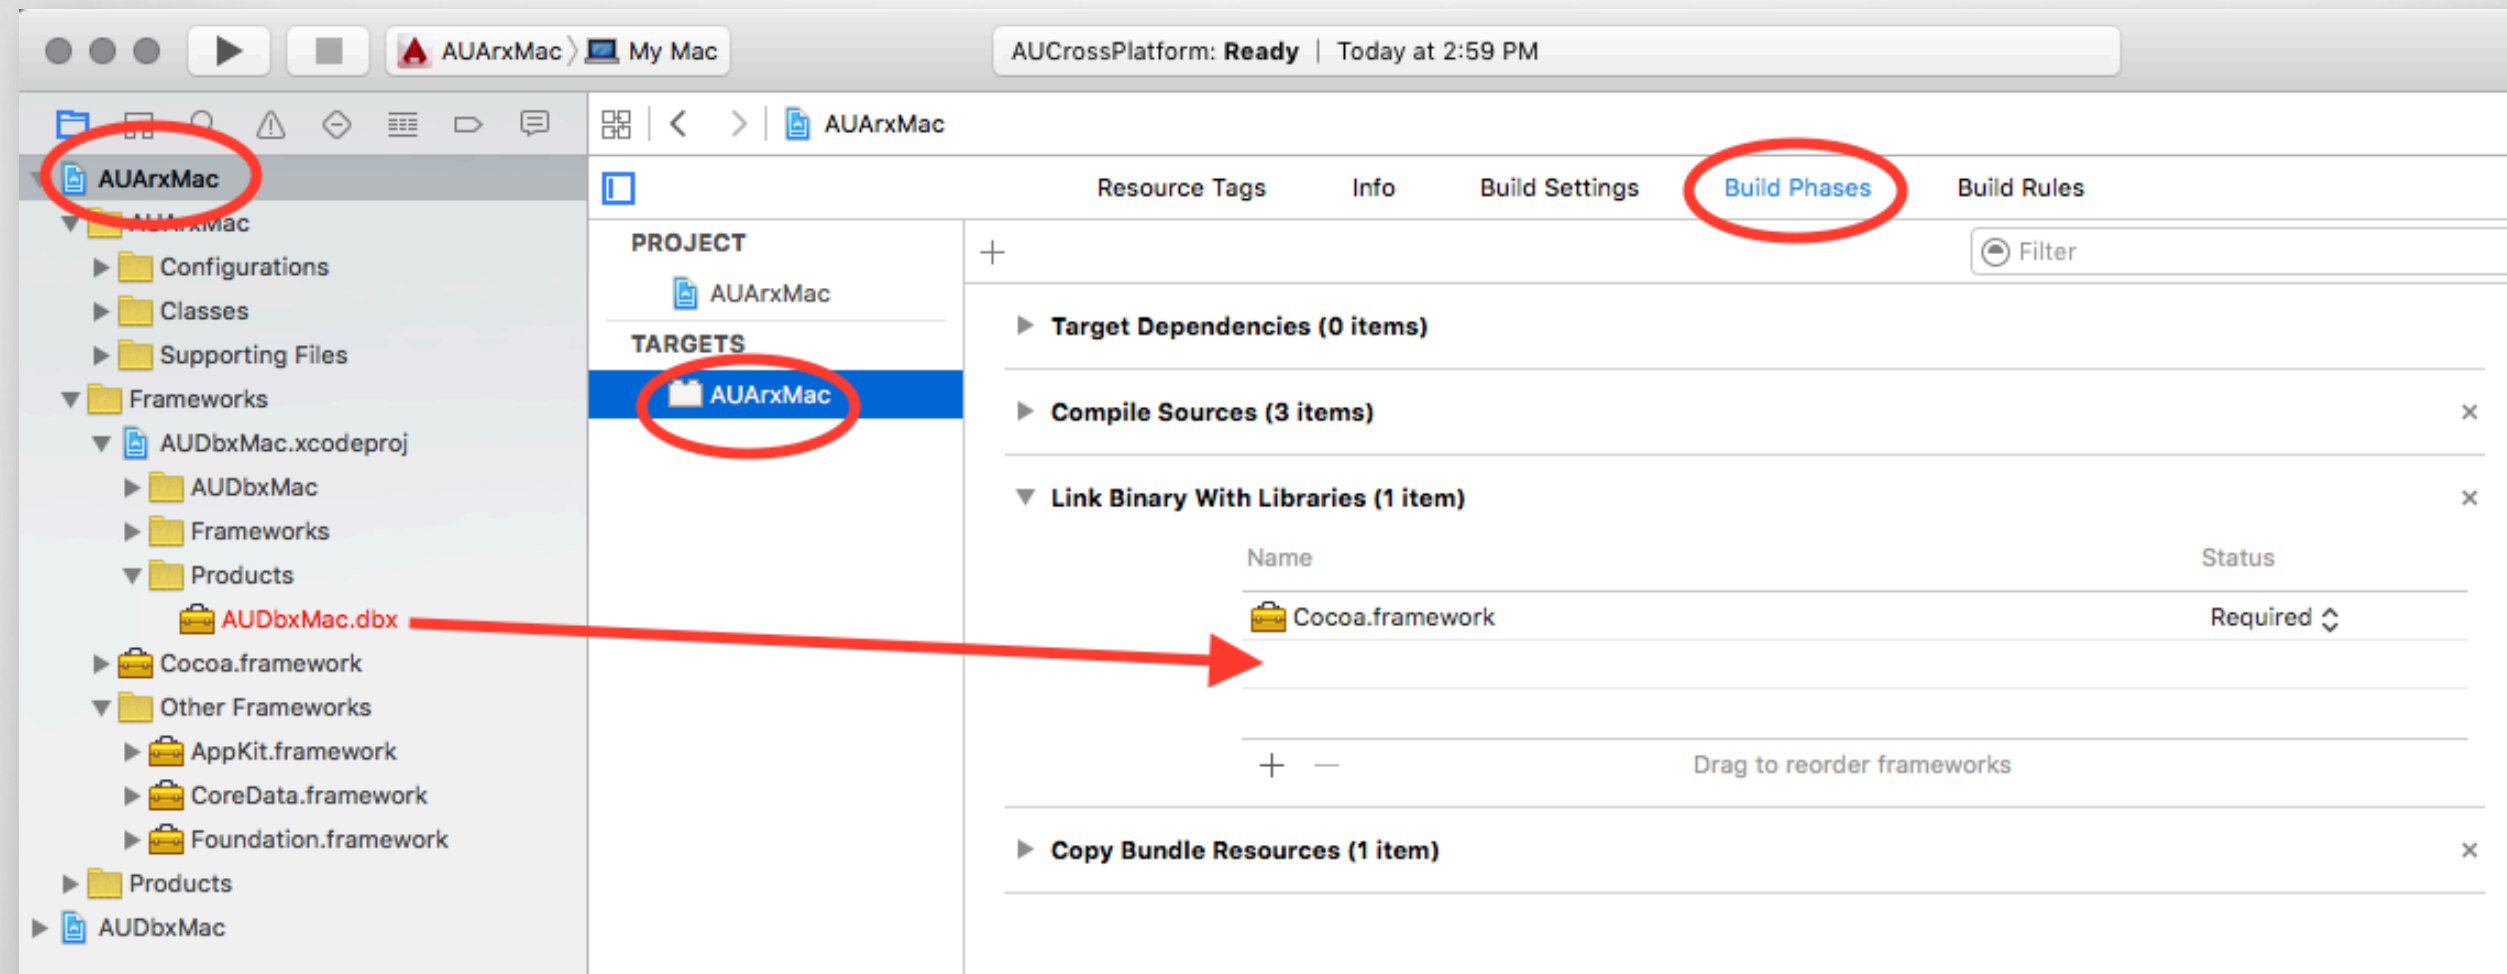 AUArxMac My Mac
AUCrossPlatform: Ready | Today at 2:59 PM
AUArxMac
AUArxMac
AUArxMac
Configurations
Classes
Supporting Files
Frameworks
AUDbxMac.xcodeproj
AUDbxMac
Frameworks
Products
AUDbxMac.dbx
Cocoa.framework
Other Frameworks
AppKit.framework
CoreData.framework
Foundation.framework
Products
AUDbxMac
Resource Tags Info Build Settings Build Phases Build Rules
PROJECT
AUArxMac
TARGETS
AUArxMac
Filter
Target Dependencies (0 items)
Compile Sources (3 items)
Link Binary With Libraries (1 item)
Name Status
Cocoa.framework Required
Drag to reorder frameworks
Copy Bundle Resources (1 item)